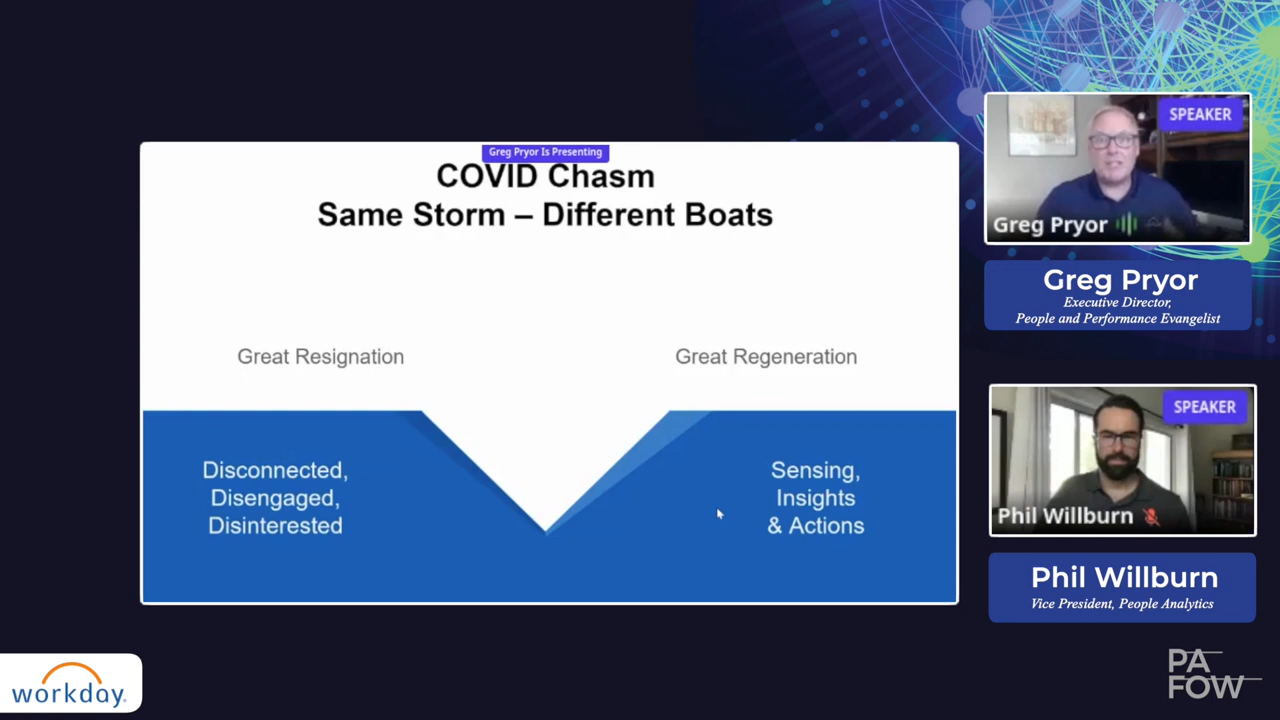 Greg Pryor Is Presenting
COVID Chasm
Same Storm – Different Boats
Great Resignation
Great Regeneration
Disconnected,
Disengaged,
Disinterested
Sensing,
Insights
& Actions
SPEAKER
Greg Pryor
Greg Pryor
Executive Director,
People and Performance Evangelist
SPEAKER
Phil Willburn
Phil Willburn
Vice President, People Analytics
workday.
PA
FOW